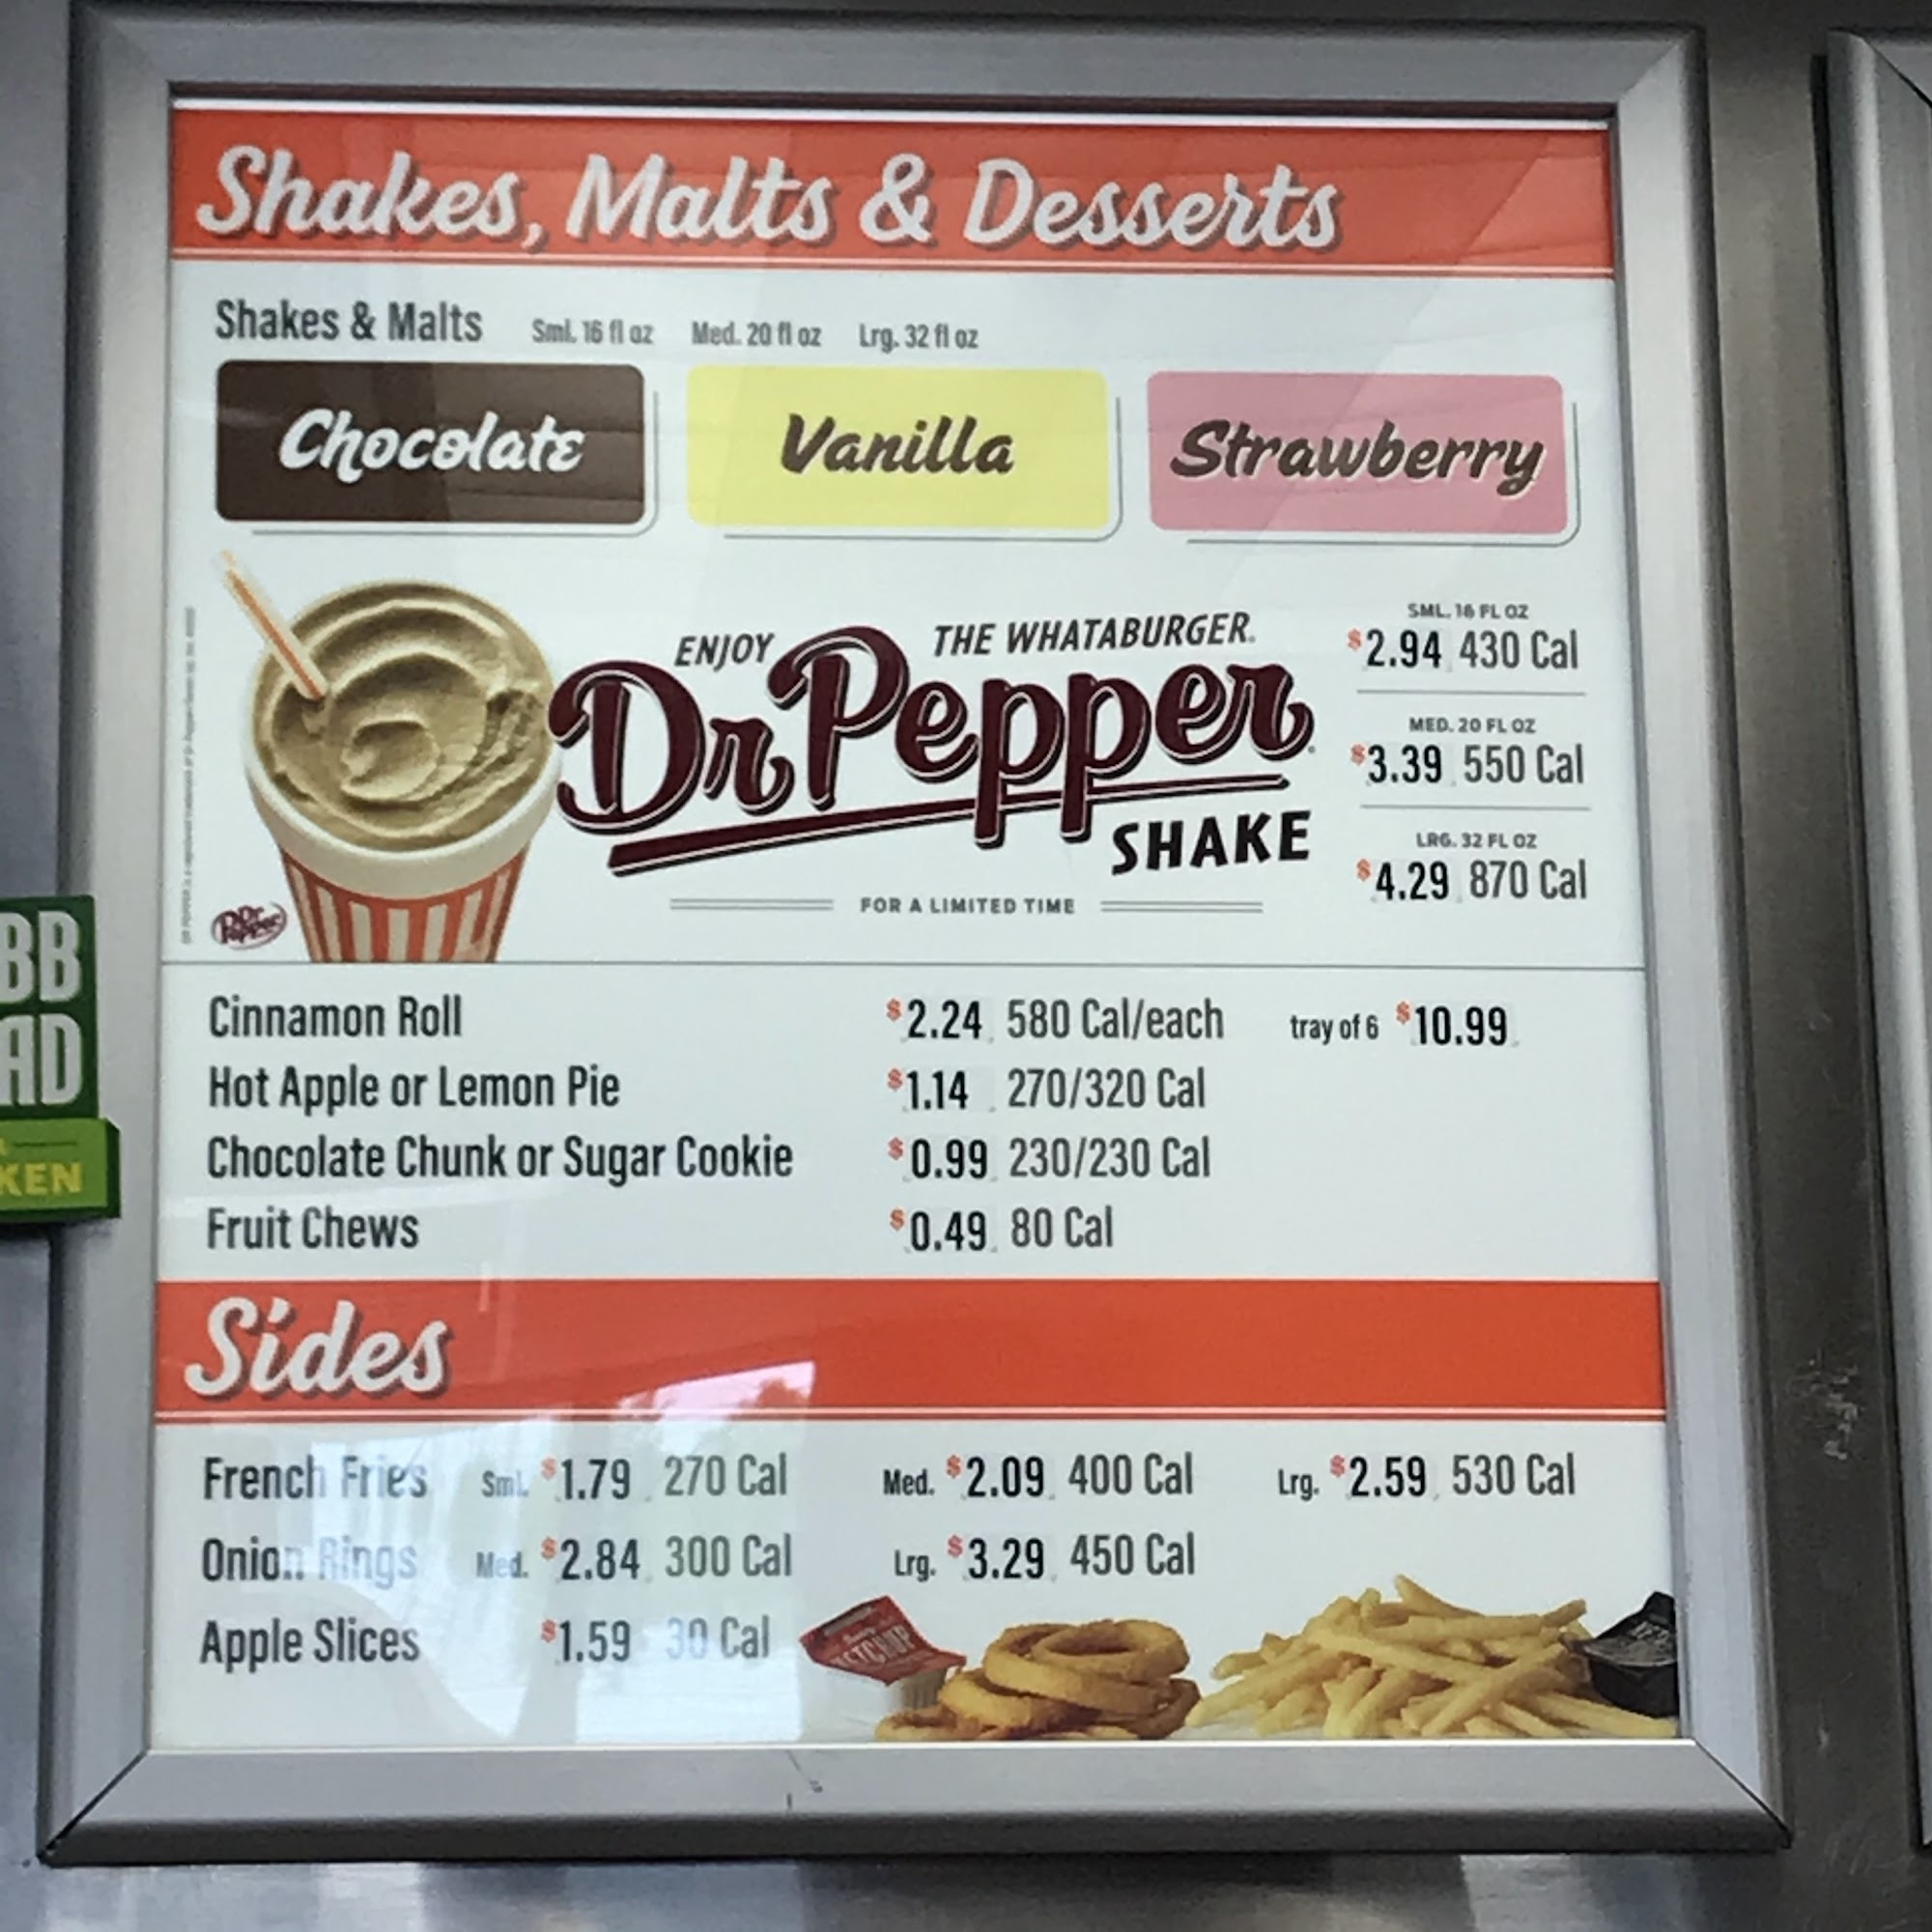 Shakes, Malts & Desserts
Shakes & Malts Sml. 16 fl oz Med. 20 fl oz Lrg. 32 fl oz
Chocolate Vanilla Strawberry
ENJOY THE WHATABURGER®
Dr Pepper®
SHAKE
FOR A LIMITED TIME
SML. 16 FL OZ
$2.94 430 Cal
MED. 20 FL OZ
$3.39 550 Cal
LRG. 32 FL OZ
$4.29 870 Cal
Dr Pepper
Cinnamon Roll $2.24 580 Cal/each tray of 6 $10.99
Hot Apple or Lemon Pie $1.14 270/320 Cal
Chocolate Chunk or Sugar Cookie $0.99 230/230 Cal
Fruit Chews $0.49 80 Cal
Sides
French Fries Sml. $1.79 270 Cal Med. $2.09 400 Cal Lrg. $2.59 530 Cal
Onion Rings Med. $2.84 300 Cal Lrg. $3.29 450 Cal
Apple Slices $1.59 30 Cal
KETCHUP
BB
AD
KEN